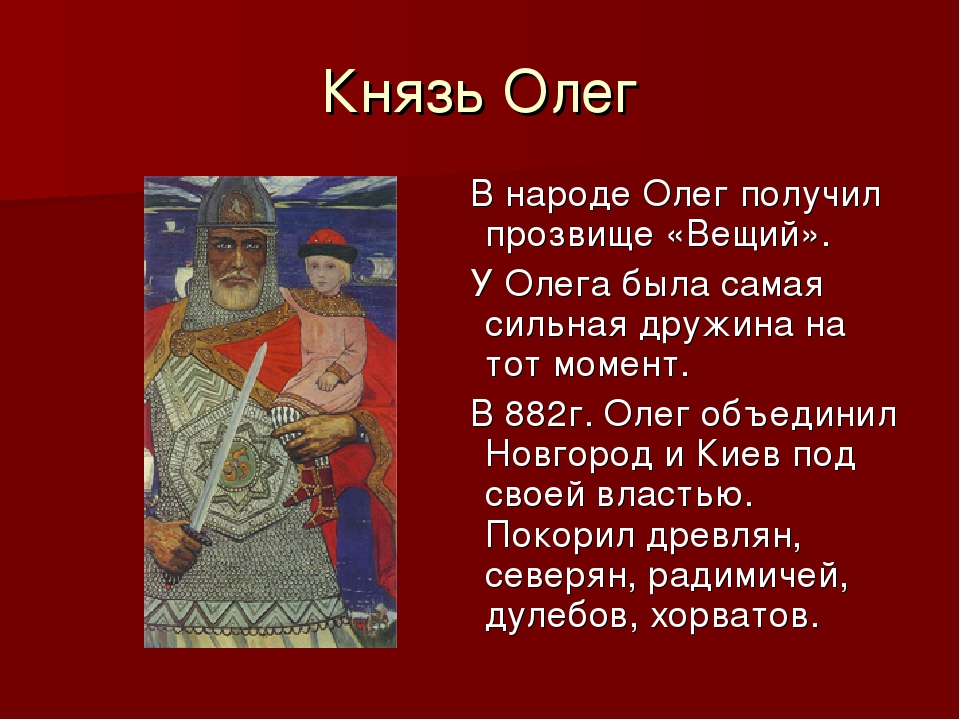 Князь Олег
В народе Олег получил
прозвище «Вещий».
У Олега была самая
сильная дружина на
тот момент.
В 882г. Олег объединил
Новгород и Киев под
своей властью.
Покорил древлян,
северян, радимичей,
дулебов, хорватов.